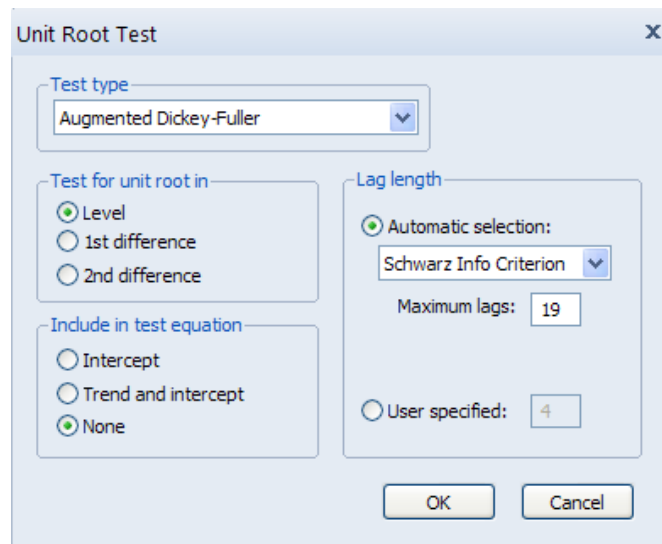 Unit Root Test
x
Test type
Augmented Dickey-Fuller
Test for unit root in
Level
1st difference
2nd difference
Include in test equation
Intercept
Trend and intercept
None
Lag length
Automatic selection:
Schwarz Info Criterion
Maximum lags: 19
User specified: 4
OK
Cancel